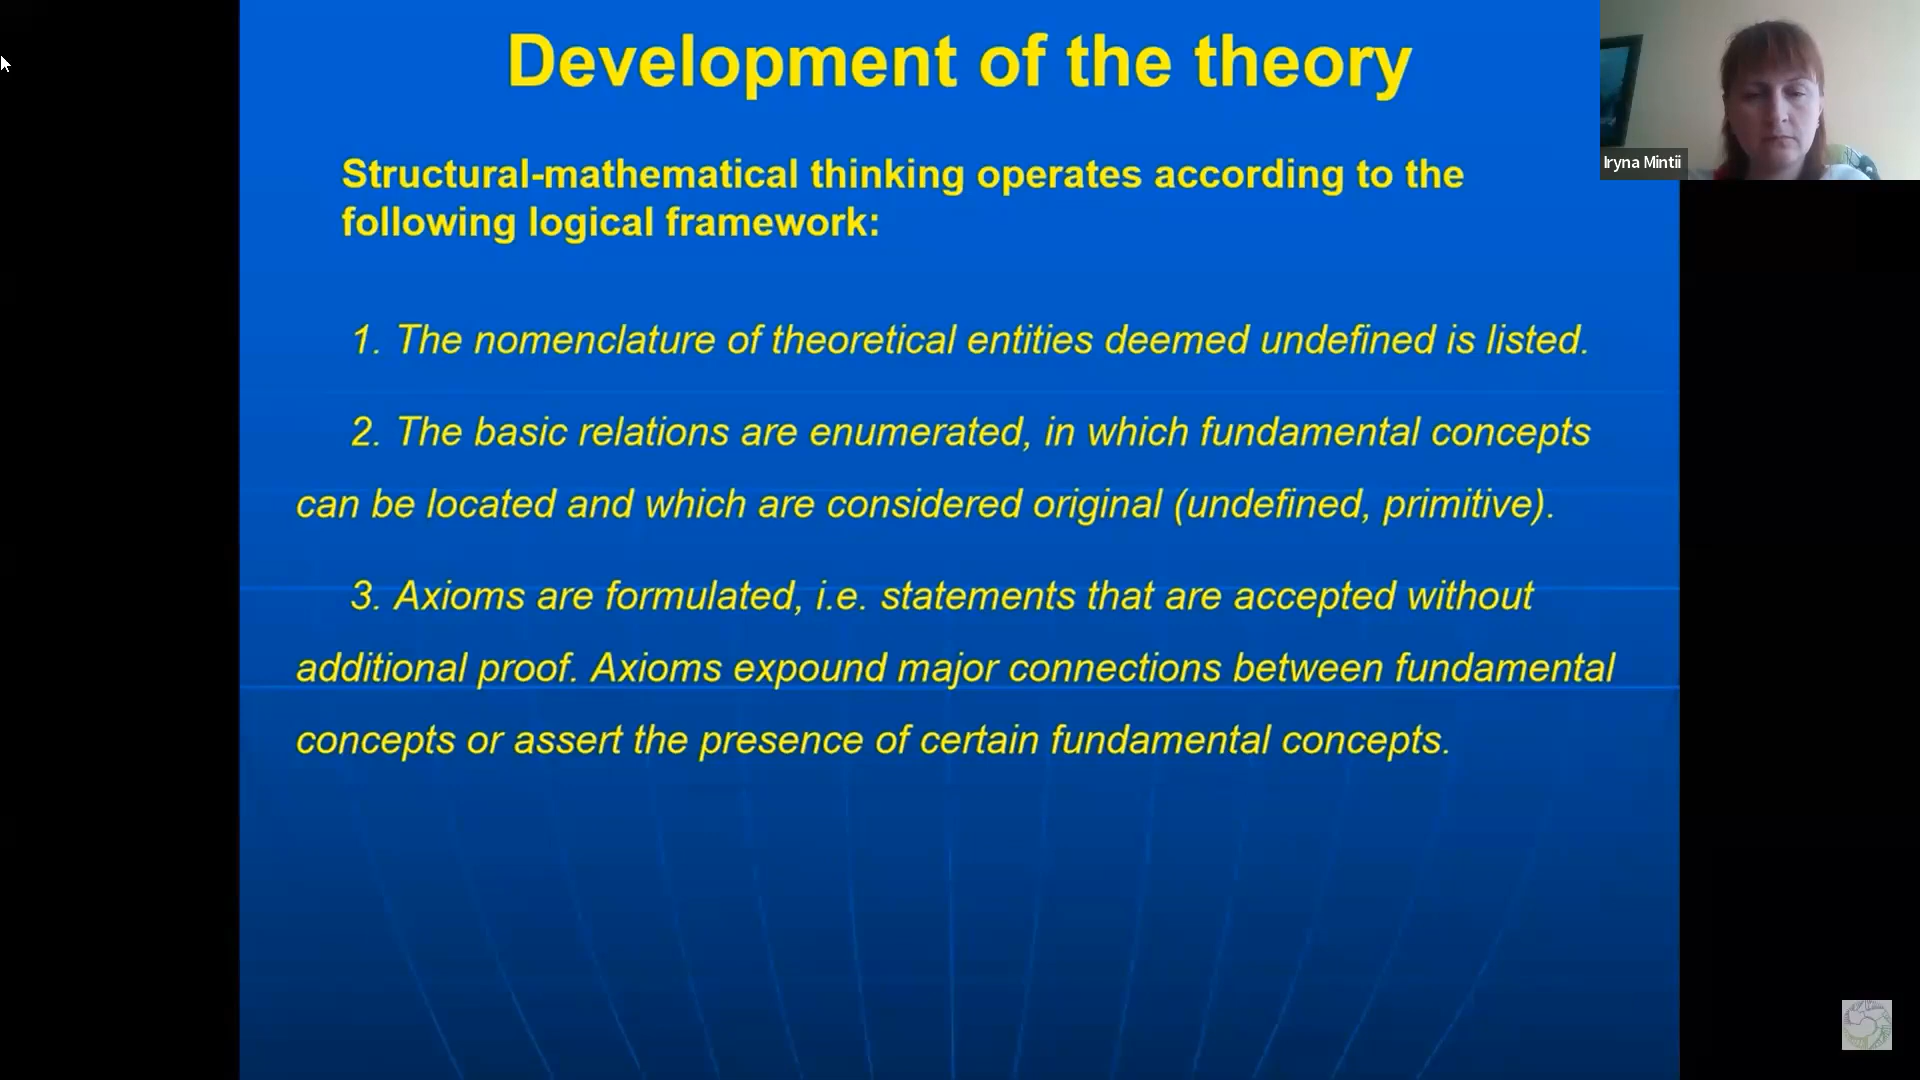 Development of the theory
Iryna Mintii
Structural-mathematical thinking operates according to the
following logical framework:
1. The nomenclature of theoretical entities deemed undefined is listed.
2. The basic relations are enumerated, in which fundamental concepts
can be located and which are considered original (undefined, primitive).
3. Axioms are formulated, i.e. statements that are accepted without
additional proof. Axioms expound major connections between fundamental
concepts or assert the presence of certain fundamental concepts.